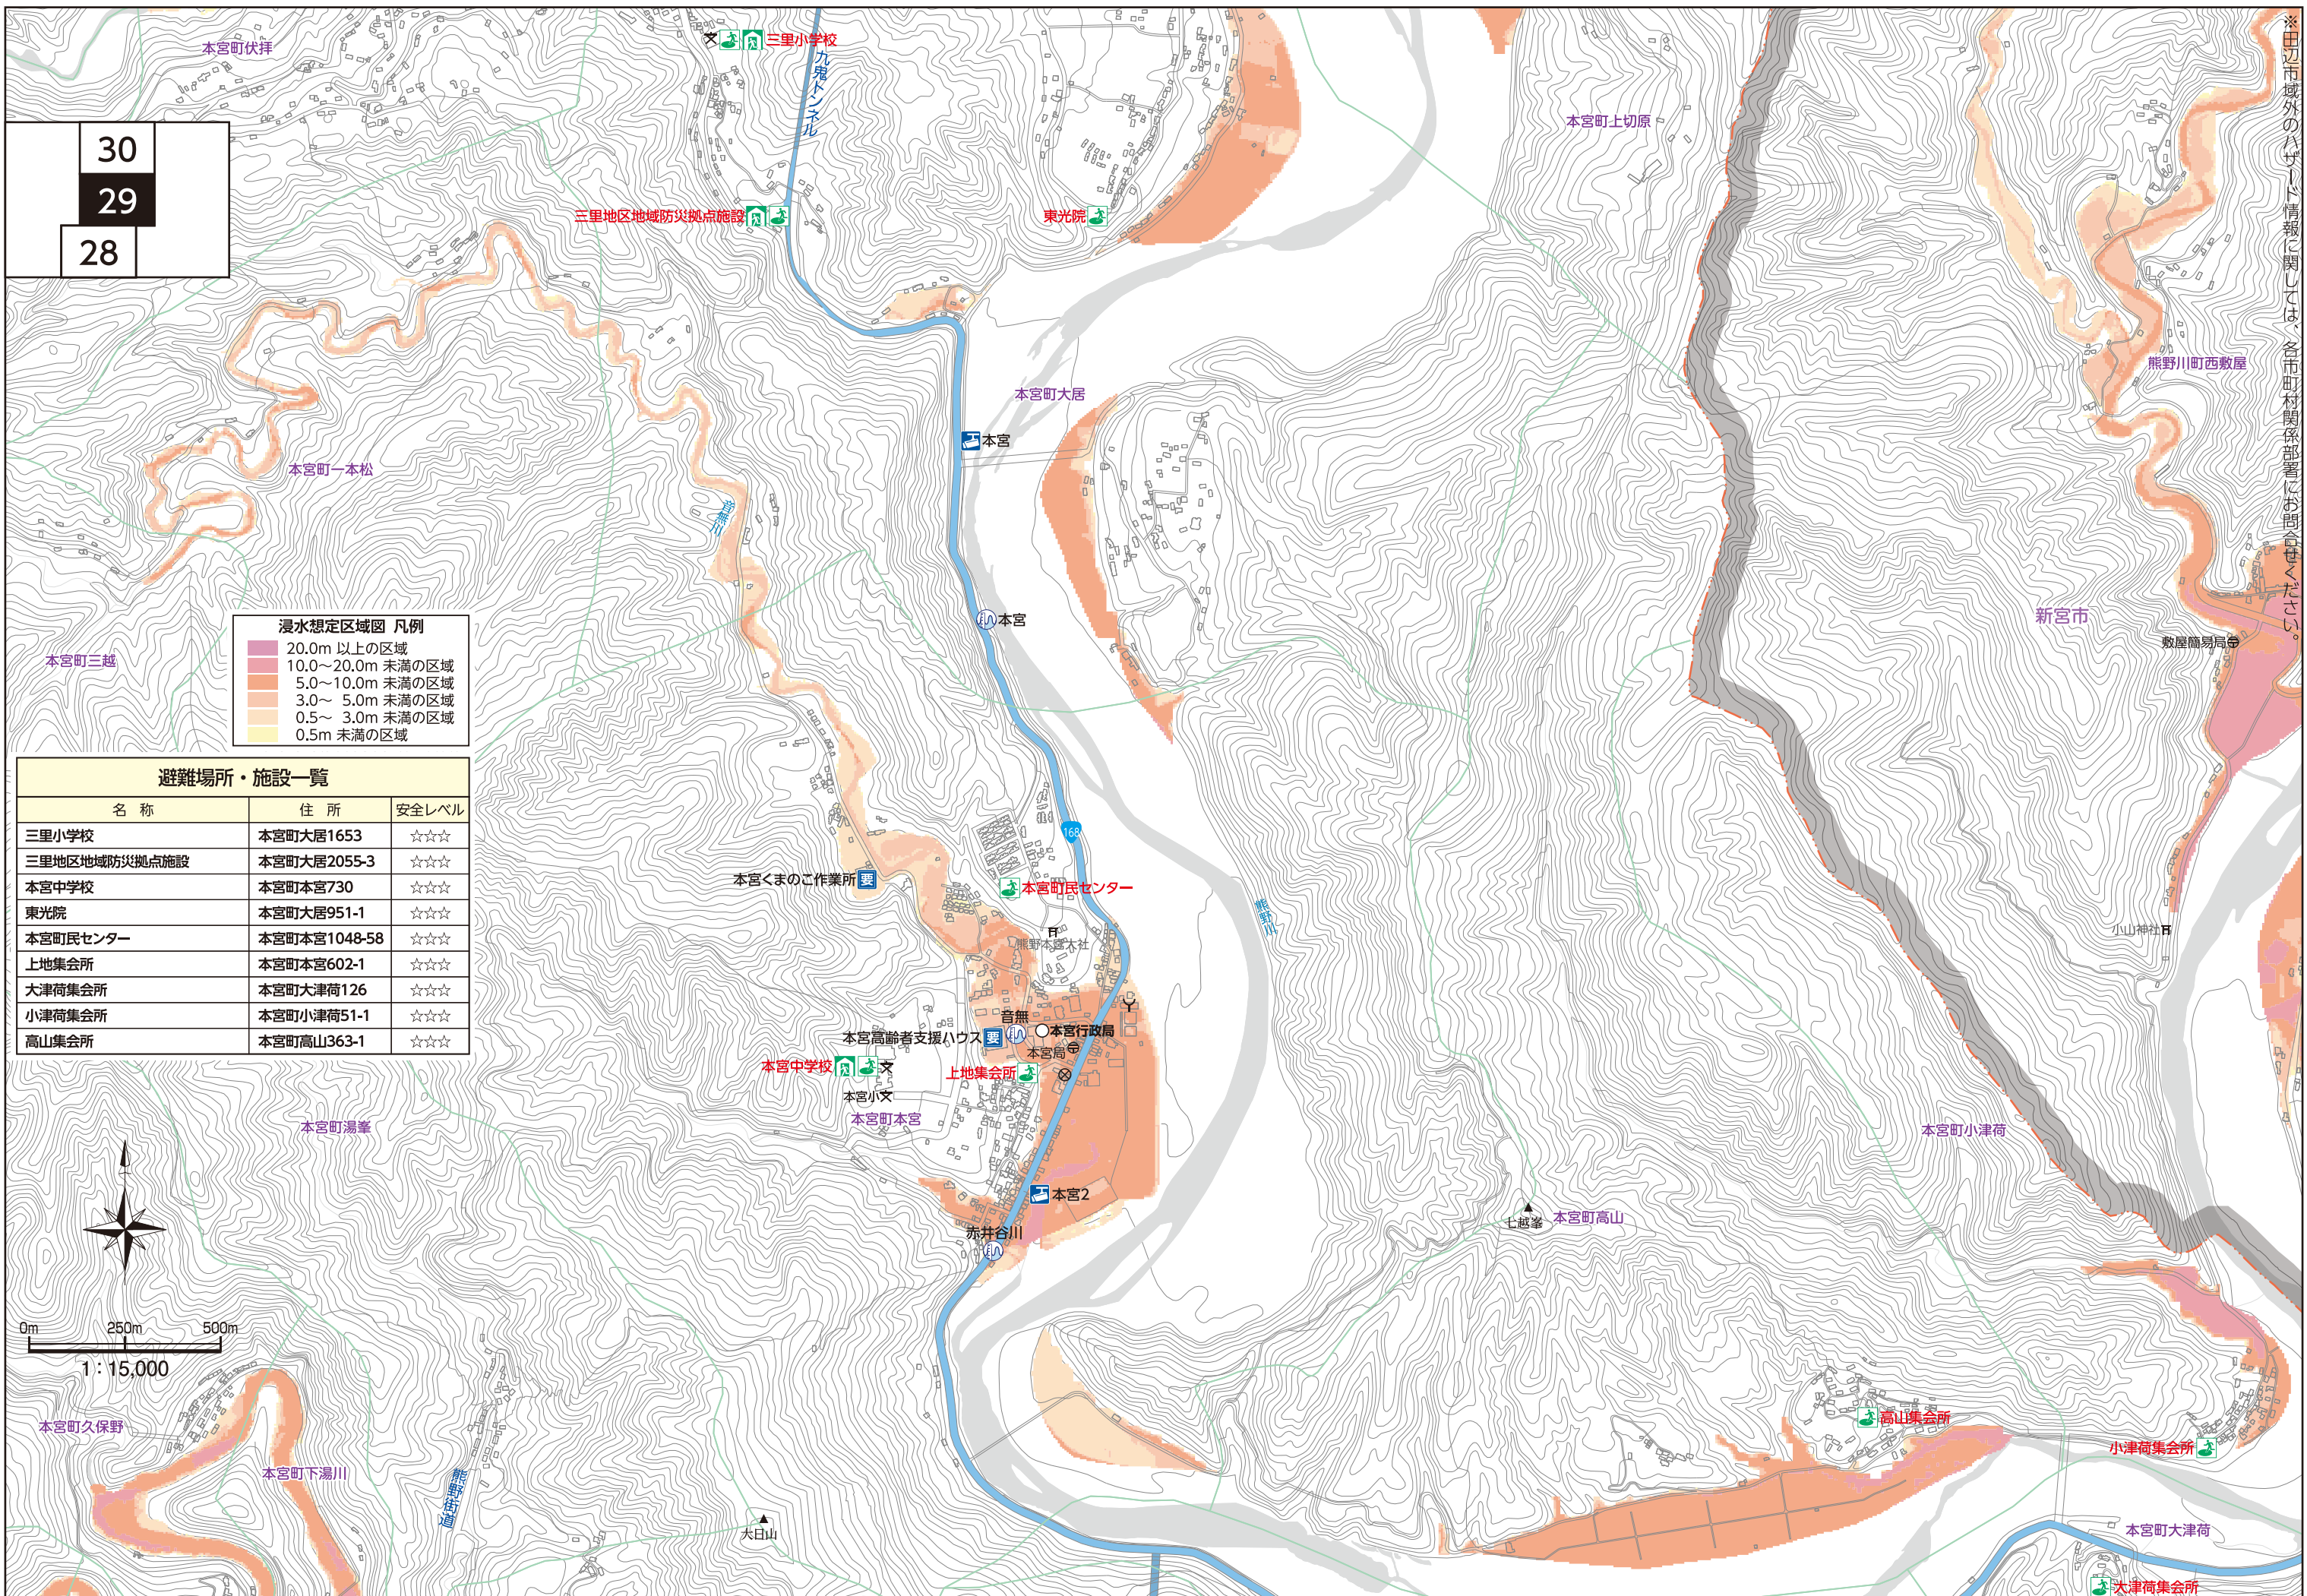 ※田辺市域外のハザード情報に関しては、各市町村関係部署にお問合せください。
本宮町伏拝
三里小学校
九鬼トンネル
本宮町上切原
30
29
28
三里地区地域防災拠点施設
東光院
熊野川町西敷屋
本宮町大居
本宮
本宮町一本松
音無川
本宮
新宮市
敷屋簡易局
本宮町三越
浸水想定区域図 凡例
20.0m 以上の区域
10.0～20.0m 未満の区域
5.0～10.0m 未満の区域
3.0～ 5.0m 未満の区域
0.5～ 3.0m 未満の区域
0.5m 未満の区域
避難場所・施設一覧
名 称 住 所 安全レベル
三里小学校 本宮町大居1653 ☆☆☆
三里地区地域防災拠点施設 本宮町大居2055-3 ☆☆☆
本宮中学校 本宮町本宮730 ☆☆☆
東光院 本宮町大居951-1 ☆☆☆
本宮町民センター 本宮町本宮1048-58 ☆☆☆
上地集会所 本宮町本宮602-1 ☆☆☆
大津荷集会所 本宮町大津荷126 ☆☆☆
小津荷集会所 本宮町小津荷51-1 ☆☆☆
高山集会所 本宮町高山363-1 ☆☆☆
168
本宮くまのこ作業所 要
本宮町民センター
熊野川
熊野本宮大社
小山神社
音無
本宮高齢者支援ハウス 要
本宮行政局
本宮局
本宮中学校
上地集会所
本宮小
本宮町本宮
本宮町湯峯
本宮町小津荷
本宮2
七越峯
本宮町高山
赤井谷川
0m 250m 500m
1：15,000
本宮町久保野
高山集会所
小津荷集会所
本宮町下湯川
熊野街道
大日山
本宮町大津荷
大津荷集会所